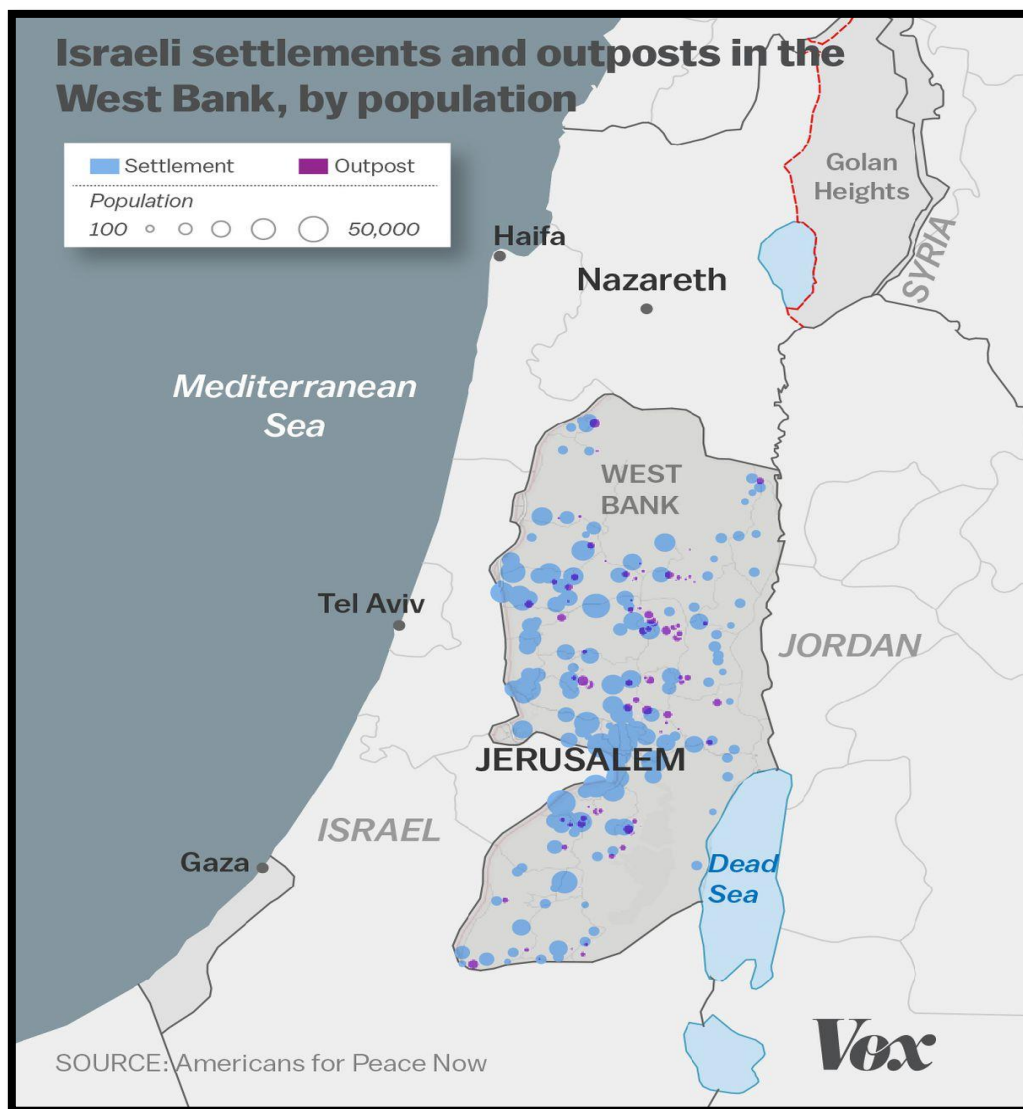 Israeli settlements and outposts in the
West Bank, by population
Settlement Outpost
Population
100 50,000
Golan
Heights
SYRIA
Haifa
Nazareth
Mediterranean
Sea
WEST
BANK
Tel Aviv
JORDAN
JERUSALEM
ISRAEL
Gaza
Dead
Sea
SOURCE: Americans for Peace Now
Vox